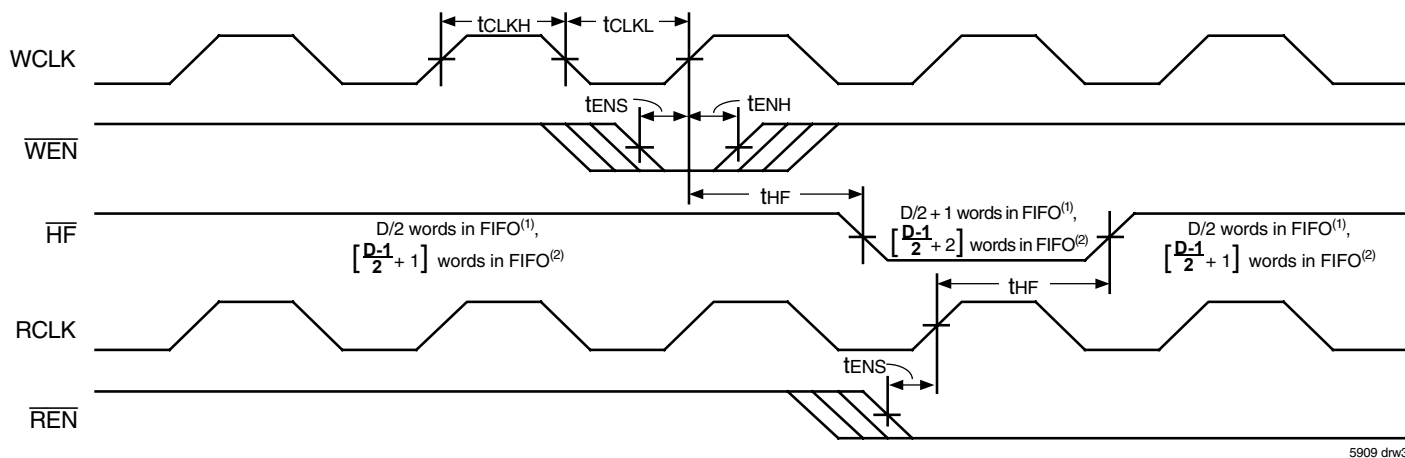 tCLKH tCLKL
WCLK
tENS tENH
WEN
tHF
HF
D/2 words in FIFO(1),
[D-1/2 + 1] words in FIFO(2)
D/2 + 1 words in FIFO(1),
[D-1/2 + 2] words in FIFO(2)
D/2 words in FIFO(1),
[D-1/2 + 1] words in FIFO(2)
tHF
RCLK
tENS
REN
5909 drw3